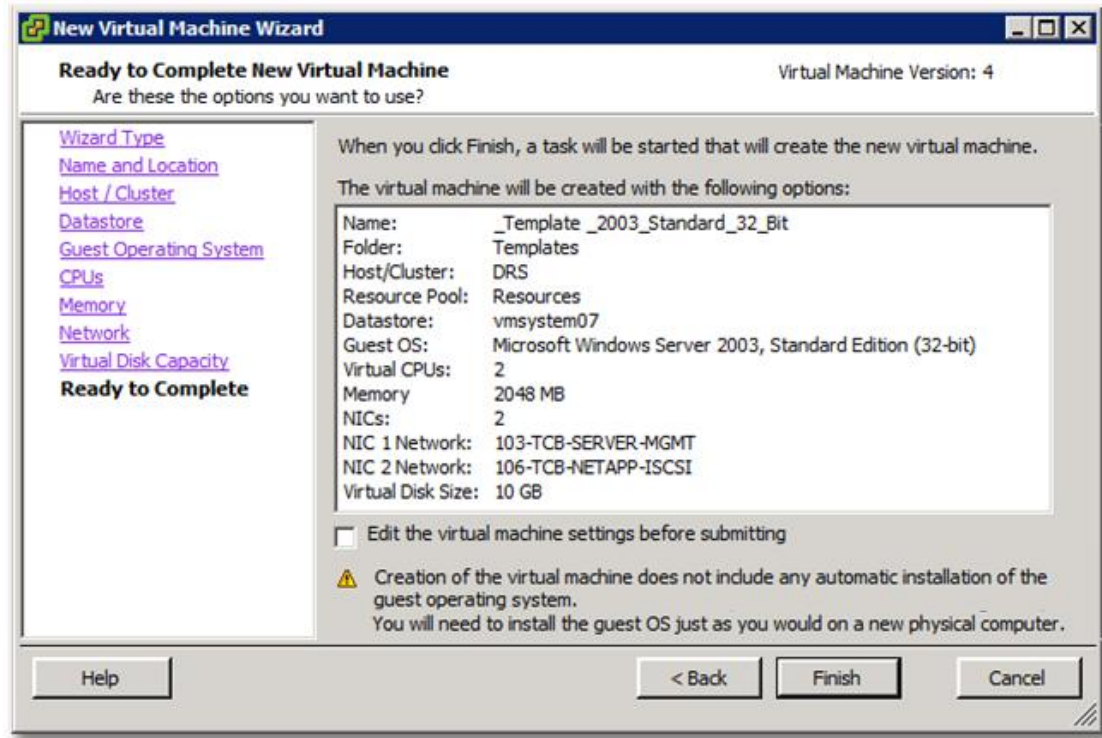 New Virtual Machine Wizard
Ready to Complete New Virtual Machine
Virtual Machine Version: 4
Are these the options you want to use?
Wizard Type
Name and Location
Host / Cluster
Datastore
Guest Operating System
CPUs
Memory
Network
Virtual Disk Capacity
Ready to Complete
When you click Finish, a task will be started that will create the new virtual machine.
The virtual machine will be created with the following options:
Name: _Template _2003_Standard_32_Bit
Folder: Templates
Host/Cluster: DRS
Resource Pool: Resources
Datastore: vmsystem07
Guest OS: Microsoft Windows Server 2003, Standard Edition (32-bit)
Virtual CPUs: 2
Memory 2048 MB
NICs: 2
NIC 1 Network: 103-TCB-SERVER-MGMT
NIC 2 Network: 106-TCB-NETAPP-ISCSI
Virtual Disk Size: 10 GB
Edit the virtual machine settings before submitting
Creation of the virtual machine does not include any automatic installation of the
guest operating system.
You will need to install the guest OS just as you would on a new physical computer.
Help
< Back
Finish
Cancel